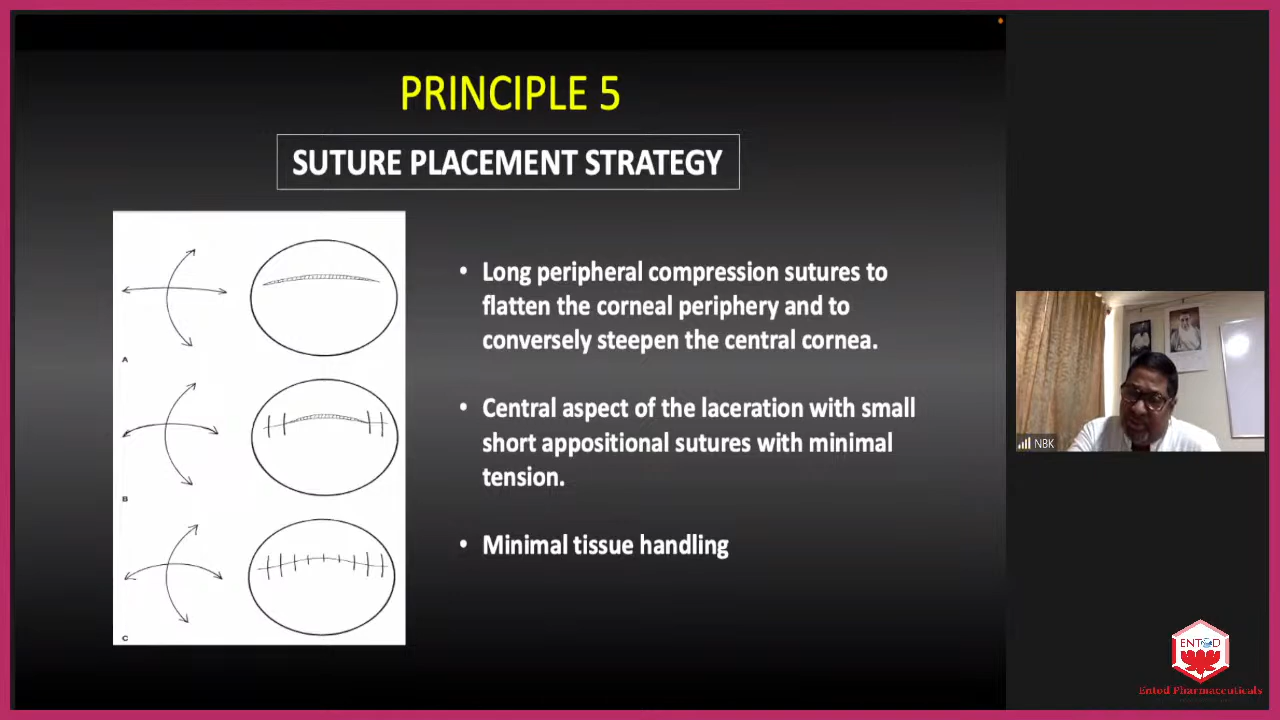 PRINCIPLE 5
SUTURE PLACEMENT STRATEGY
A
B
C
• Long peripheral compression sutures to
flatten the corneal periphery and to
conversely steepen the central cornea.
• Central aspect of the laceration with small
short appositional sutures with minimal
tension.
• Minimal tissue handling
NBK
ENTOD
Entod Pharmaceuticals